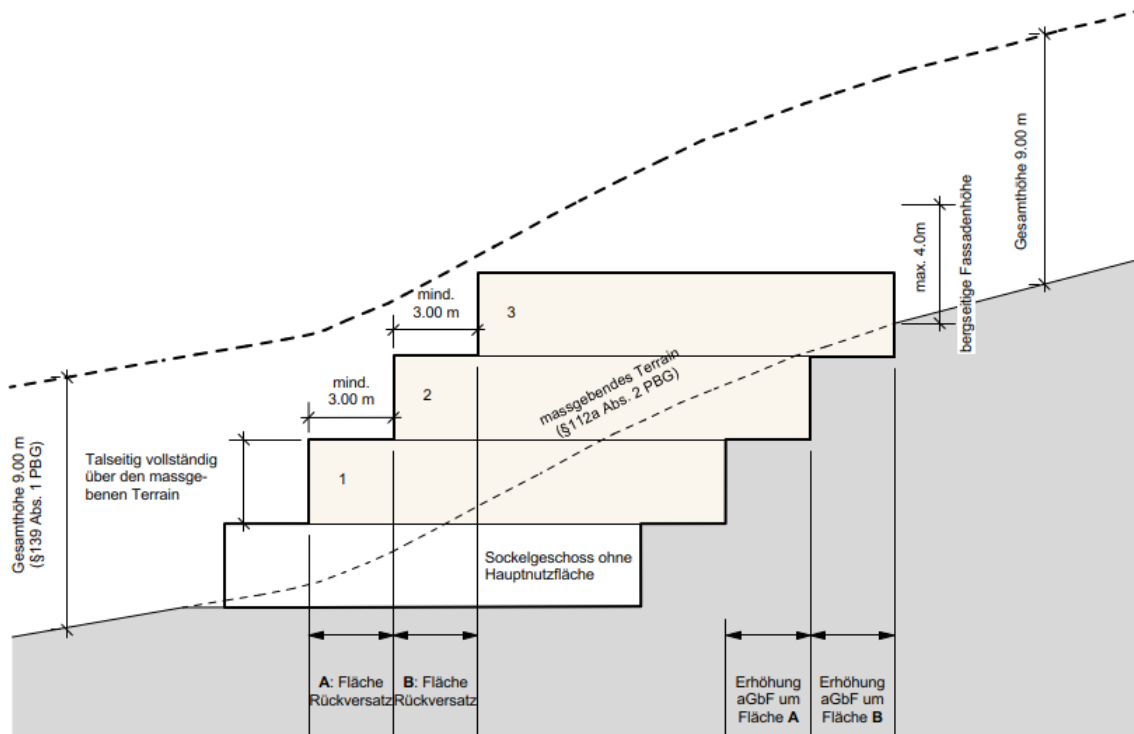 Gesamthöhe 9.00 m
(§139 Abs. 1 PBG)
Talseitig vollständig
über den massge-
benen Terrain
mind.
3.00 m
mind.
3.00 m
1
2
3
massgebendes Terrain
(§112a Abs. 2 PBG)
Sockelgeschoss ohne
Hauptnutzfläche
max. 4.0m
bergseitige Fassadenhöhe
Gesamthöhe 9.00 m
A: Fläche
Rückversatz
B: Fläche
Rückversatz
Erhöhung
aGbF um
Fläche A
Erhöhung
aGbF um
Fläche B